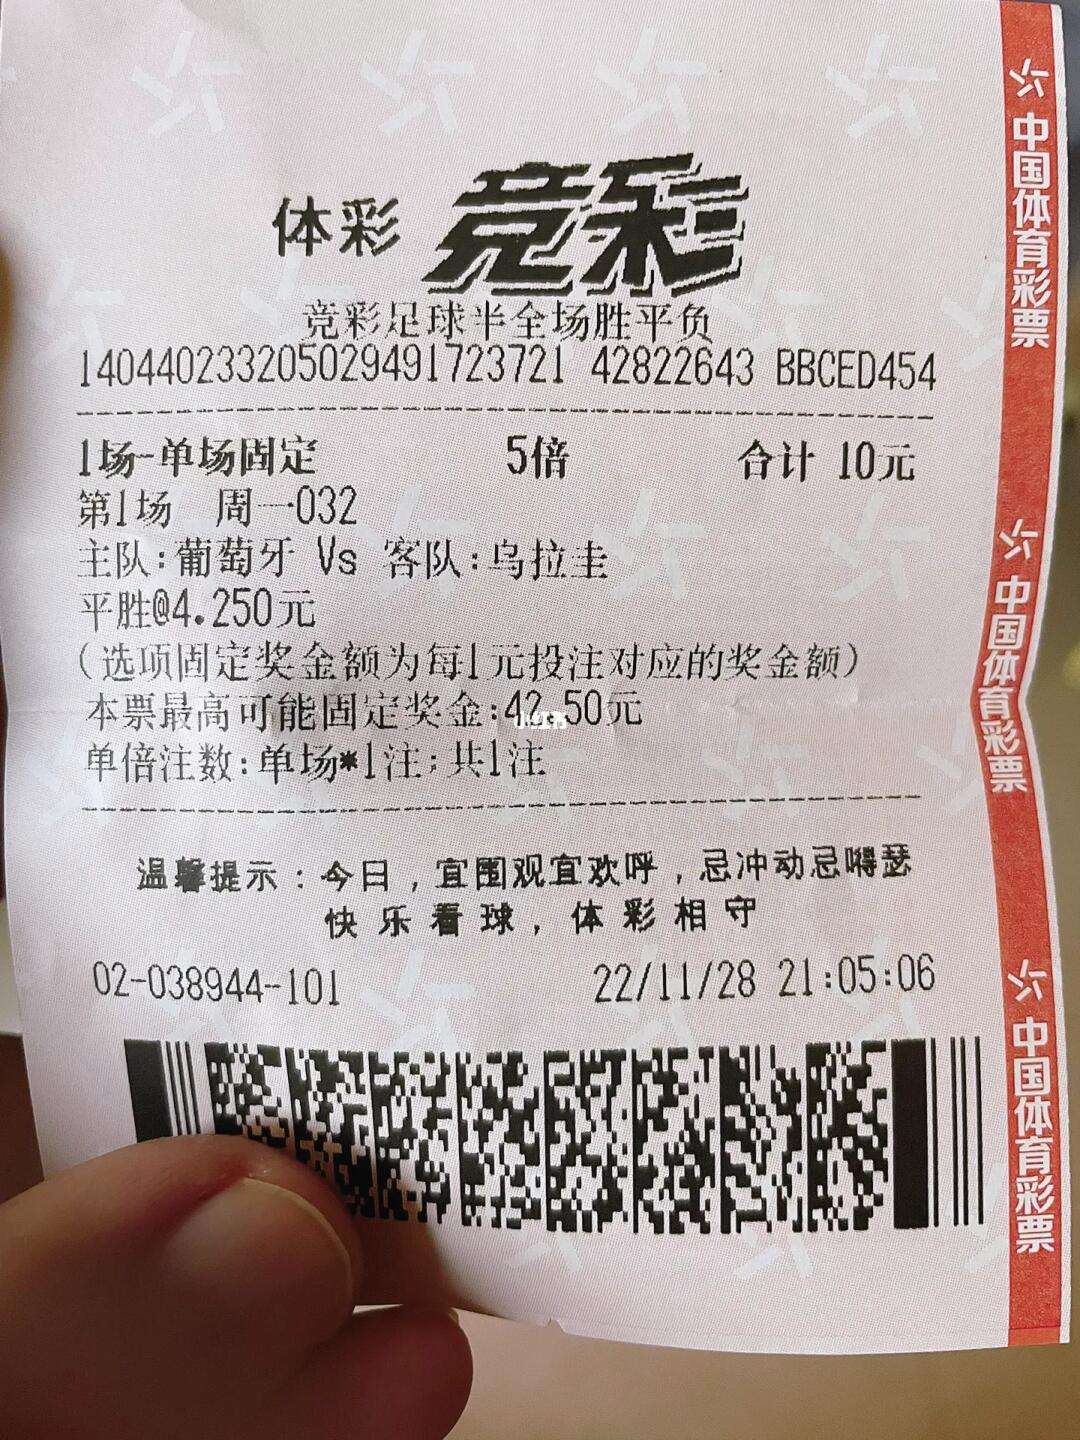 体彩 竞彩
竞彩足球半全场胜平负
140440233205029491723721 42822643 BBCED454
1场-单场固定 5倍 合计 10元
第1场 周一032
主队:葡萄牙 Vs 客队:乌拉圭
平胜@4.250元
(选项固定奖金额为每1元投注对应的奖金额)
本票最高可能固定奖金:42.50元
单倍注数:单场*1注;共1注
温馨提示:今日,宜围观宜欢呼,忌冲动忌嘚瑟
快乐看球,体彩相守
02-038944-101 22/11/28 21:05:06
中国体育彩票
中国体育彩票
中国体育彩票